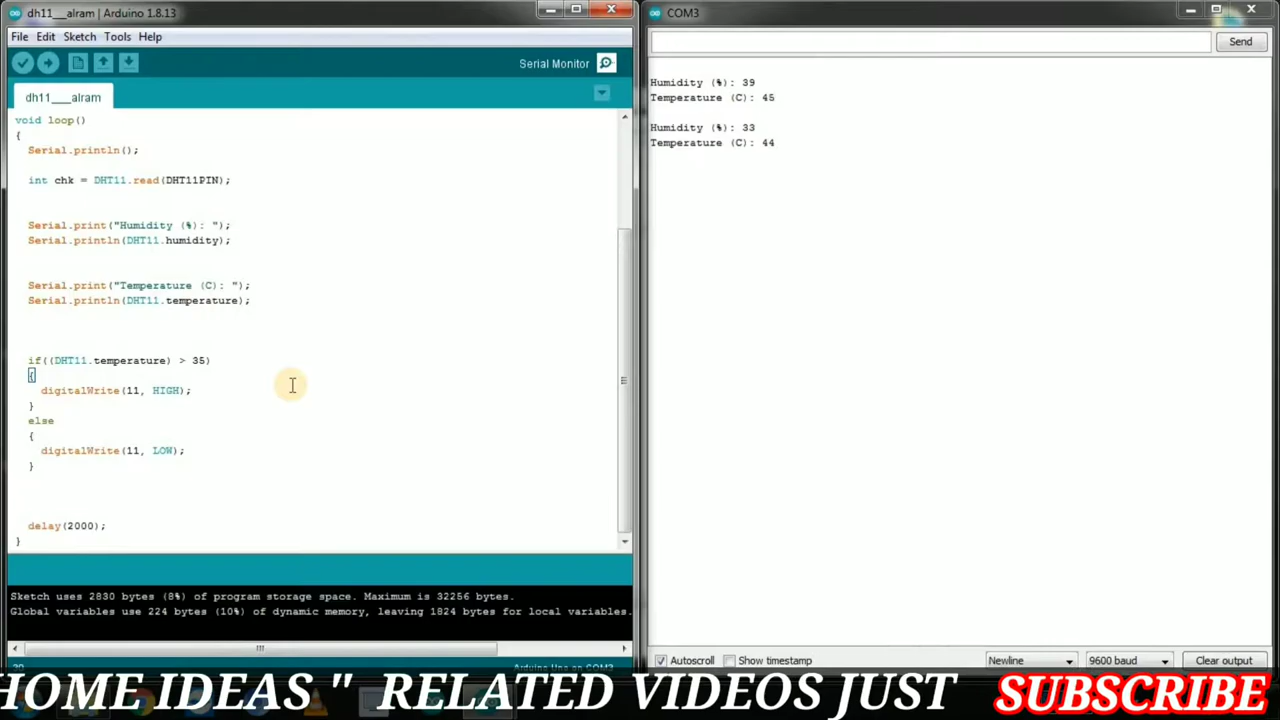 dh11___alram | Arduino 1.8.13
File Edit Sketch Tools Help
Serial Monitor
dh11___alram
void loop()
{
Serial.println();
int chk = DHT11.read(DHT11PIN);
Serial.print("Humidity (%): ");
Serial.println(DHT11.humidity);
Serial.print("Temperature (C): ");
Serial.println(DHT11.temperature);
if((DHT11.temperature) > 35)
{
digitalWrite(11, HIGH);
}
else
{
digitalWrite(11, LOW);
}
delay(2000);
}
Sketch uses 2830 bytes (8%) of program storage space. Maximum is 32256 bytes.
Global variables use 224 bytes (10%) of dynamic memory, leaving 1824 bytes for local variables.
30 Arduino Uno on COM3
COM3
Send
Humidity (%): 39
Temperature (C): 45
Humidity (%): 33
Temperature (C): 44
Autoscroll Show timestamp Newline 9600 baud Clear output
HOME IDEAS " RELATED VIDEOS JUST SUBSCRIBE